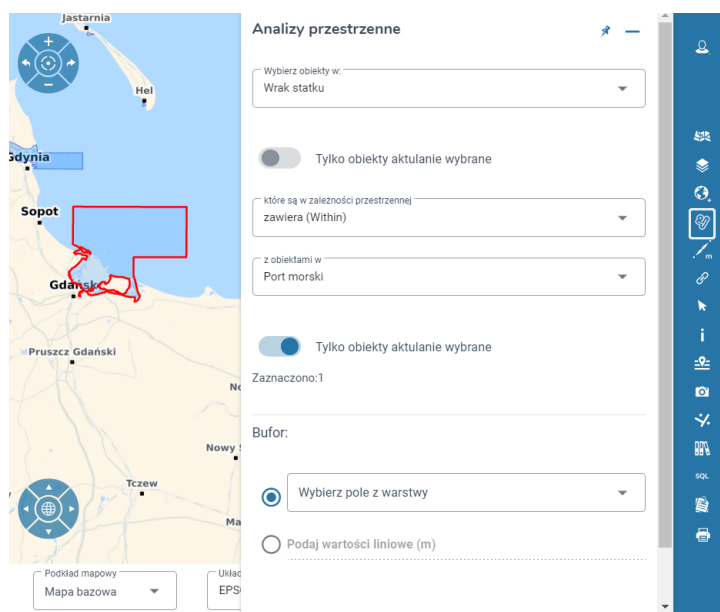 Jastarnia
Hel
Gdynia
Sopot
Gdańsk
Pruszcz Gdański
Nowy
Tczew
Ma
Podkład mapowy
Mapa bazowa
Układ
EPS
Analizy przestrzenne
Wybierz obiekty w:
Wrak statku
Tylko obiekty aktulanie wybrane
które są w zależności przestrzennej
zawiera (Within)
z obiektami w
Port morski
Tylko obiekty aktulanie wybrane
Zaznaczono:1
Bufor:
Wybierz pole z warstwy
Podaj wartości liniowe (m)
m
i
SQL